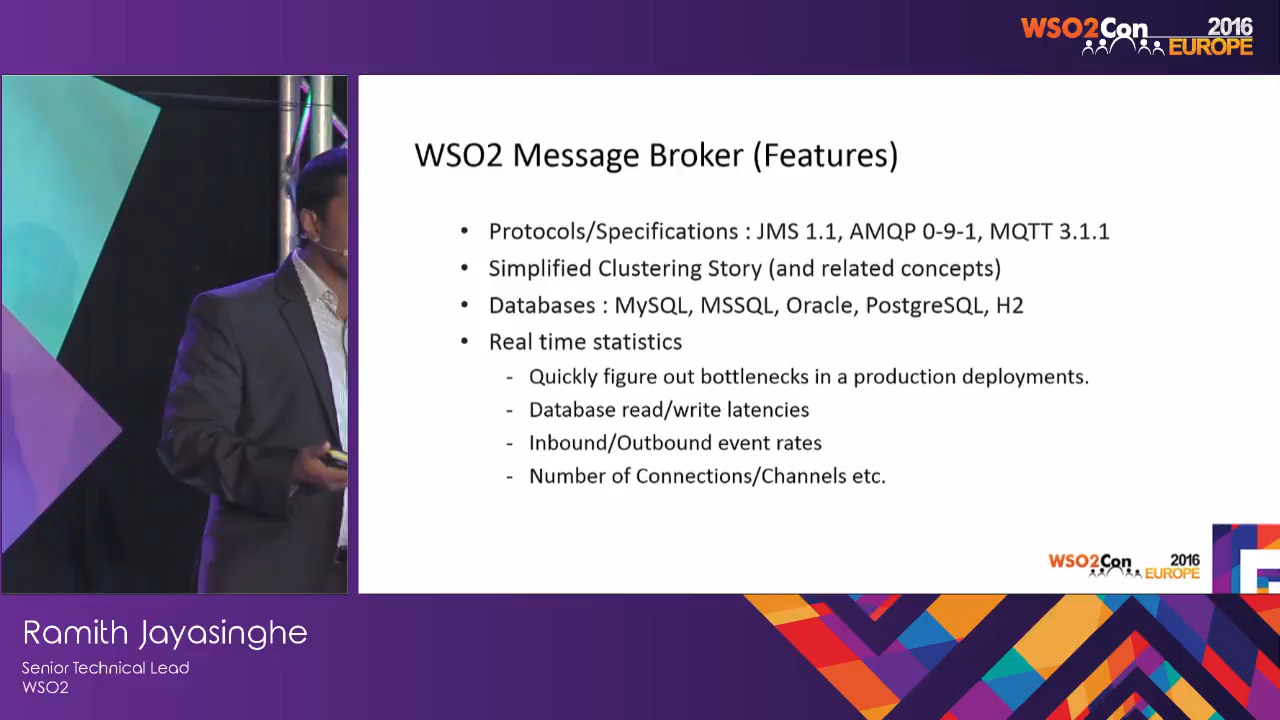 WSO2Con 2016
EUROPE
WSO2 Message Broker (Features)
• Protocols/Specifications : JMS 1.1, AMQP 0-9-1, MQTT 3.1.1
• Simplified Clustering Story (and related concepts)
• Databases : MySQL, MSSQL, Oracle, PostgreSQL, H2
• Real time statistics
- Quickly figure out bottlenecks in a production deployments.
- Database read/write latencies
- Inbound/Outbound event rates
- Number of Connections/Channels etc.
WSO2Con 2016
EUROPE
Ramith Jayasinghe
Senior Technical Lead
WSO2